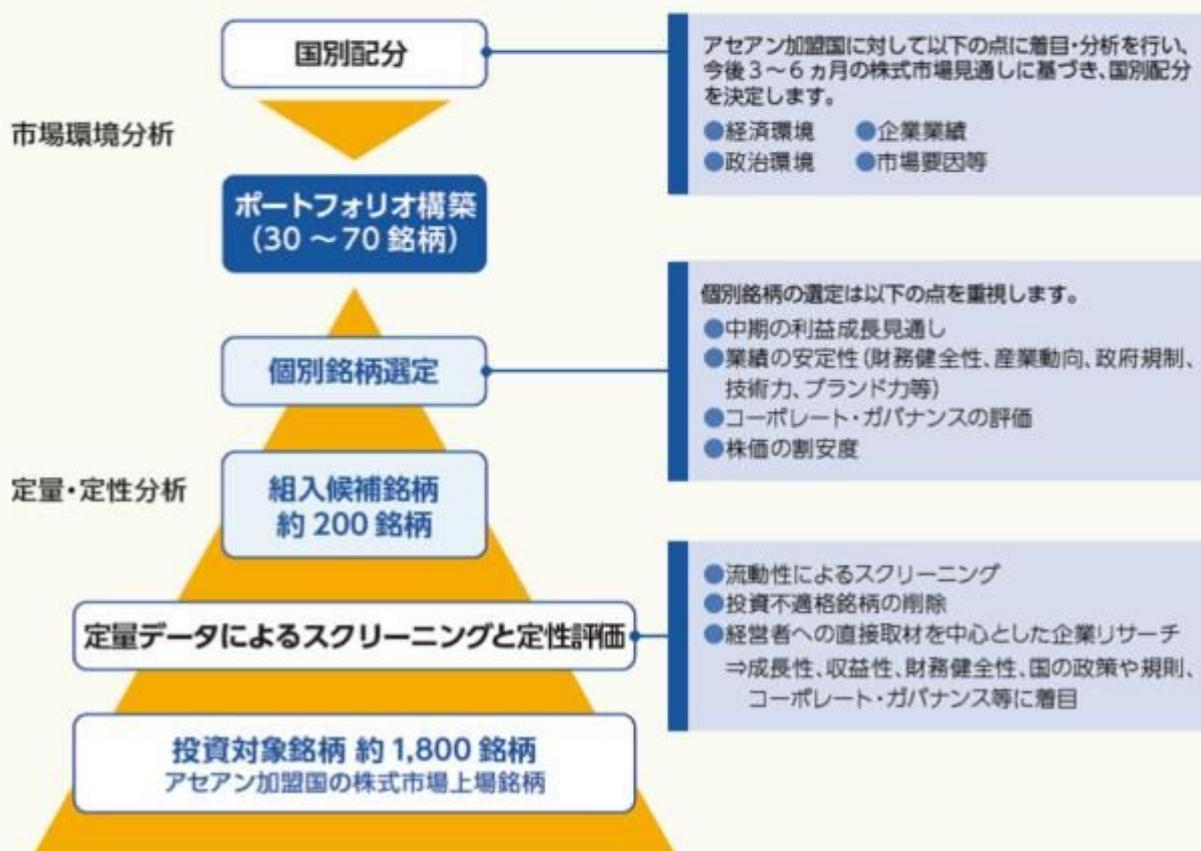 国別配分
アセアン加盟国に対して以下の点に着目・分析を行い、
今後3～6ヵ月の株式市場見通しに基づき、国別配分
を決定します。
●経済環境 ●企業業績
●政治環境 ●市場要因等
市場環境分析
ポートフォリオ構築
(30～70銘柄)
個別銘柄選定
個別銘柄の選定は以下の点を重視します。
●中期の利益成長見通し
●業績の安定性(財務健全性、産業動向、政府規制、
技術力、ブランド力等)
●コーポレート・ガバナンスの評価
●株価の割安度
定量・定性分析
組入候補銘柄
約200銘柄
定量データによるスクリーニングと定性評価
●流動性によるスクリーニング
●投資不適格銘柄の削除
●経営者への直接取材を中心とした企業リサーチ
⇒成長性、収益性、財務健全性、国の政策や規則、
コーポレート・ガバナンス等に着目
投資対象銘柄 約1,800銘柄
アセアン加盟国の株式市場上場銘柄